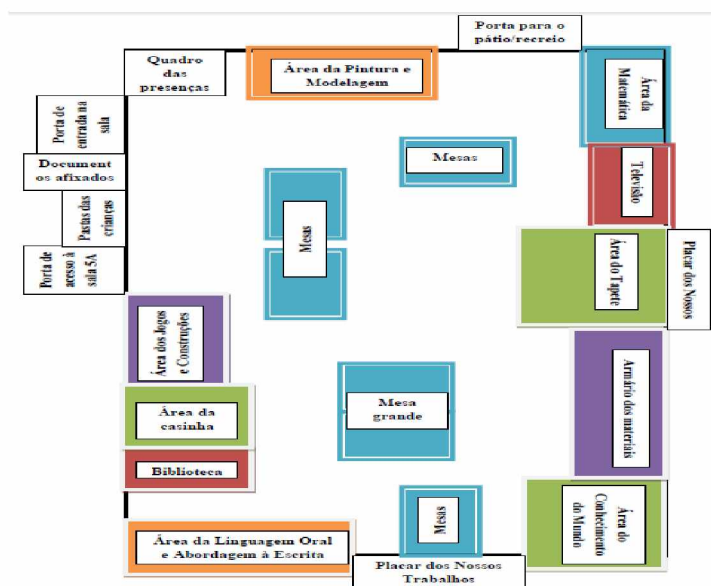 Porta para o
pátio/recreio
Quadro
das
presenças
Área da Pintura e
Modelagem
Área da
Matemática
Porta de
entrada na
sala
Mesas
Document
os afixados
Televisão
Pastas das
crianças
Mesas
Porta de
acesso à
sala 5A
Área do Tapete
Placar dos Nossos
Área dos Jogos
e Construções
Armário dos materiais
Mesa
grande
Área da
casinha
Biblioteca
Mesas
Área do
Conhecimento
do Mundo
Área da Linguagem Oral
e Abordagem à Escrita
Placar dos Nossos
Trabalhos